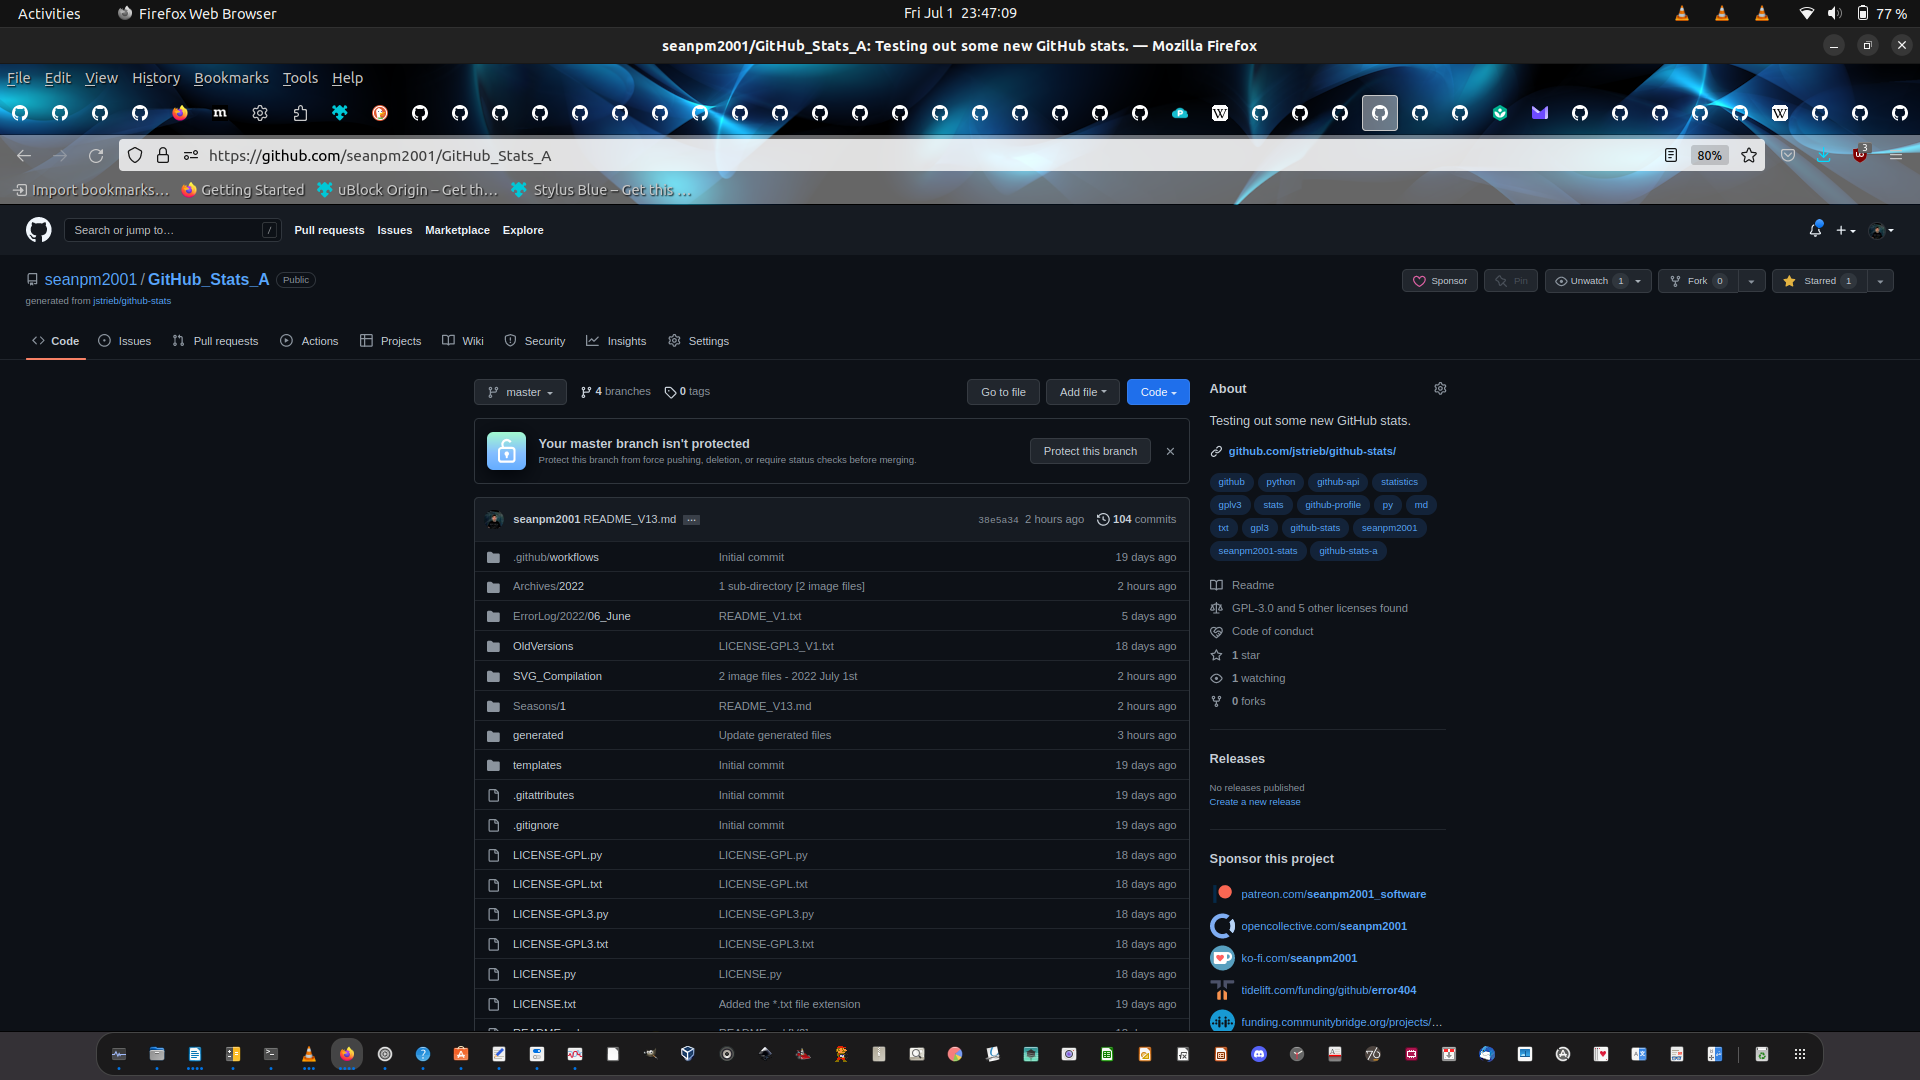 Activities Firefox Web Browser Fri Jul 1 23:47:09 77 %
seanpm2001/GitHub_Stats_A: Testing out some new GitHub stats. — Mozilla Firefox
File Edit View History Bookmarks Tools Help
https://github.com/seanpm2001/GitHub_Stats_A 80% 3
Import bookmarks… Getting Started uBlock Origin – Get th… Stylus Blue – Get this …
Search or jump to… / Pull requests Issues Marketplace Explore
seanpm2001 / GitHub_Stats_A Public Sponsor Pin Unwatch 1 Fork 0 Starred 1
generated from jstrieb/github-stats
Code Issues Pull requests Actions Projects Wiki Security Insights Settings
master 4 branches 0 tags Go to file Add file Code
Your master branch isn't protected
Protect this branch from force pushing, deletion, or require status checks before merging.
Protect this branch
seanpm2001 README_V13.md ... 38e5a34 2 hours ago 104 commits
.github/workflows Initial commit 19 days ago
Archives/2022 1 sub-directory [2 image files] 2 hours ago
ErrorLog/2022/06_June README_V1.txt 5 days ago
OldVersions LICENSE-GPL3_V1.txt 18 days ago
SVG_Compilation 2 image files - 2022 July 1st 2 hours ago
Seasons/1 README_V13.md 2 hours ago
generated Update generated files 3 hours ago
templates Initial commit 19 days ago
.gitattributes Initial commit 19 days ago
.gitignore Initial commit 19 days ago
LICENSE-GPL.py LICENSE-GPL.py 18 days ago
LICENSE-GPL.txt LICENSE-GPL.txt 18 days ago
LICENSE-GPL3.py LICENSE-GPL3.py 18 days ago
LICENSE-GPL3.txt LICENSE-GPL3.txt 18 days ago
LICENSE.py LICENSE.py 18 days ago
LICENSE.txt Added the *.txt file extension 19 days ago
About
Testing out some new GitHub stats.
github.com/jstrieb/github-stats/
github python github-api statistics
gplv3 stats github-profile py md
txt gpl3 github-stats seanpm2001
seanpm2001-stats github-stats-a
Readme
GPL-3.0 and 5 other licenses found
Code of conduct
1 star
1 watching
0 forks
Releases
No releases published
Create a new release
Sponsor this project
patreon.com/seanpm2001_software
opencollective.com/seanpm2001
ko-fi.com/seanpm2001
tidelift.com/funding/github/error404
funding.communitybridge.org/projects/…